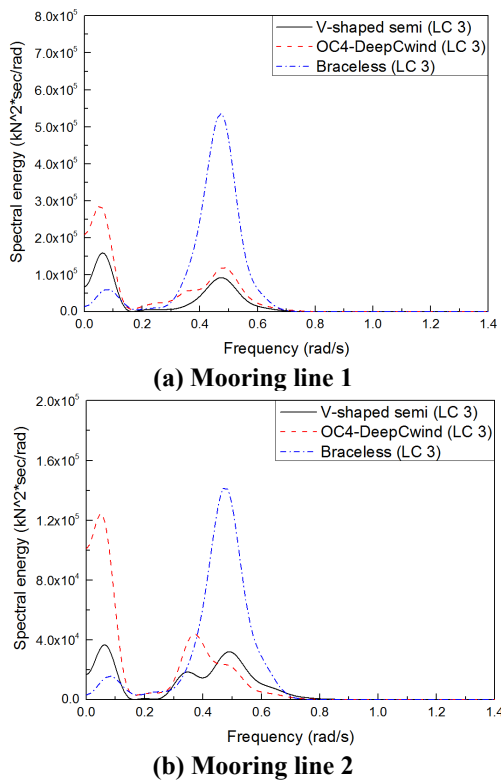 8.0x10^5
7.0x10^5
6.0x10^5
5.0x10^5
4.0x10^5
3.0x10^5
2.0x10^5
1.0x10^5
0.0
Spectral energy (kN^2*sec/rad)
V-shaped semi (LC 3)
OC4-DeepCwind (LC 3)
Braceless (LC 3)
0.0 0.2 0.4 0.6 0.8 1.0 1.2 1.4
Frequency (rad/s)
(a) Mooring line 1
2.0x10^5
1.6x10^5
1.2x10^5
8.0x10^4
4.0x10^4
0.0
Spectral energy (kN^2*sec/rad)
V-shaped semi (LC 3)
OC4-DeepCwind (LC 3)
Braceless (LC 3)
0.0 0.2 0.4 0.6 0.8 1.0 1.2 1.4
Frequency (rad/s)
(b) Mooring line 2